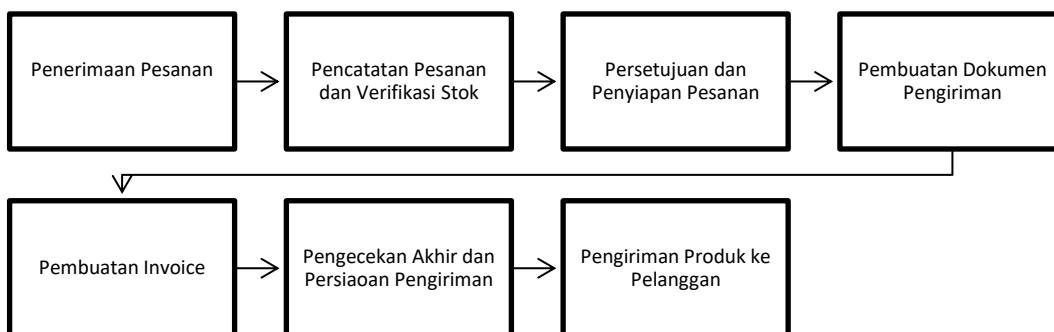 Penerimaan Pesanan
Pencatatan Pesanan
dan Verifikasi Stok
Persetujuan dan
Penyiapan Pesanan
Pembuatan Dokumen
Pengiriman
Pembuatan Invoice
Pengecekan Akhir dan
Persiaoan Pengiriman
Pengiriman Produk ke
Pelanggan